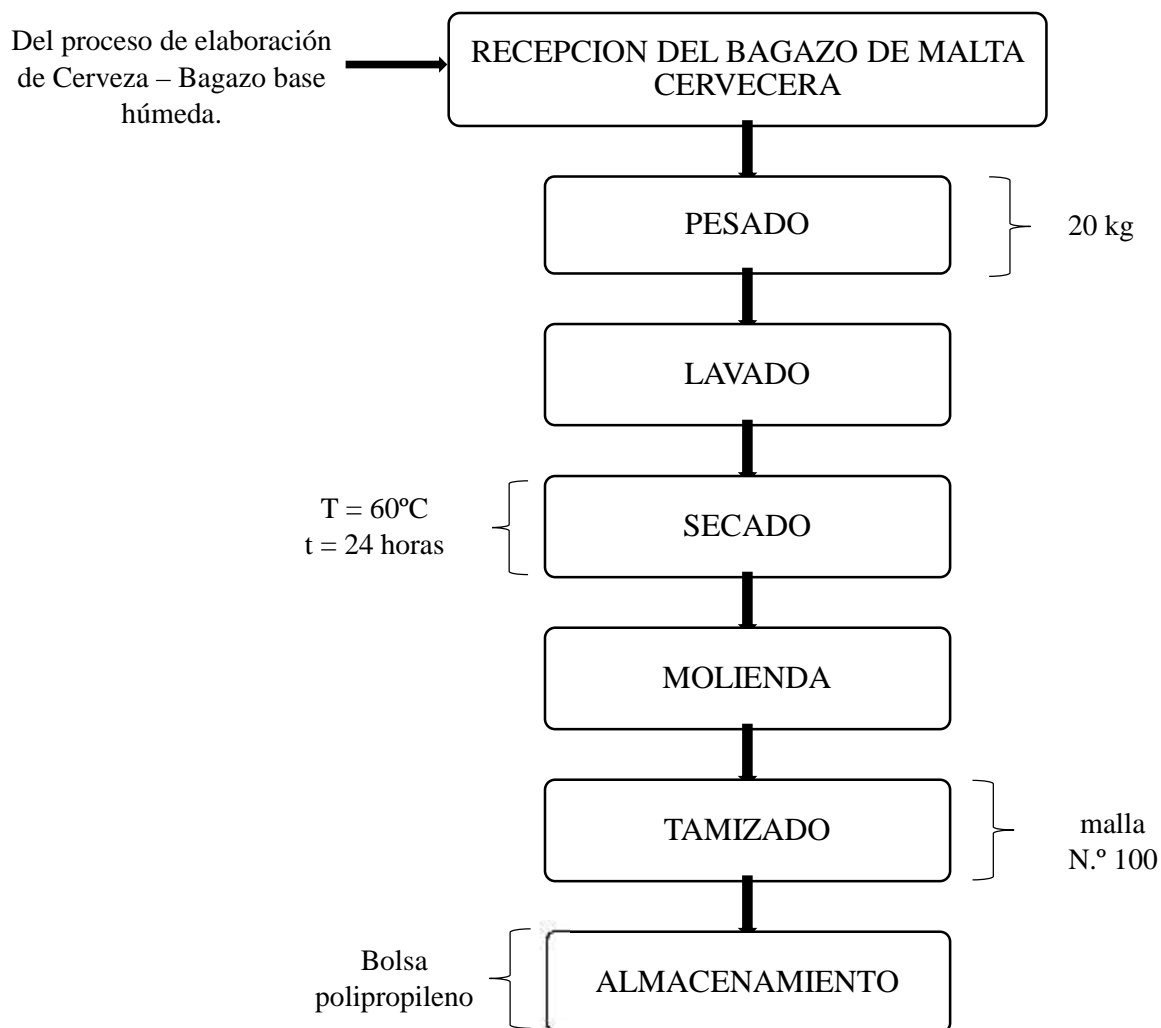 Del proceso de elaboración
de Cerveza – Bagazo base
húmeda.
RECEPCION DEL BAGAZO DE MALTA
CERVECERA
PESADO
20 kg
LAVADO
T = 60ºC
t = 24 horas
SECADO
MOLIENDA
TAMIZADO
malla
N.º 100
Bolsa
polipropileno
ALMACENAMIENTO